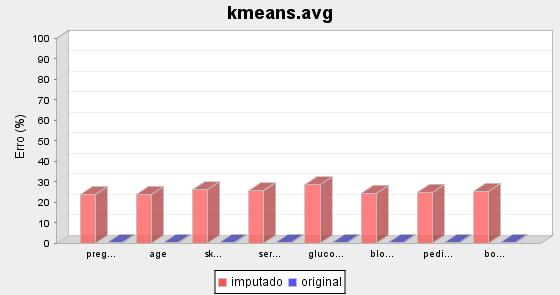 kmeans.avg
100
90
80
70
60
50
40
30
20
10
0
Erro (%)
preg... age sk... ser... gluco... blo... pedi... bo...
imputado original